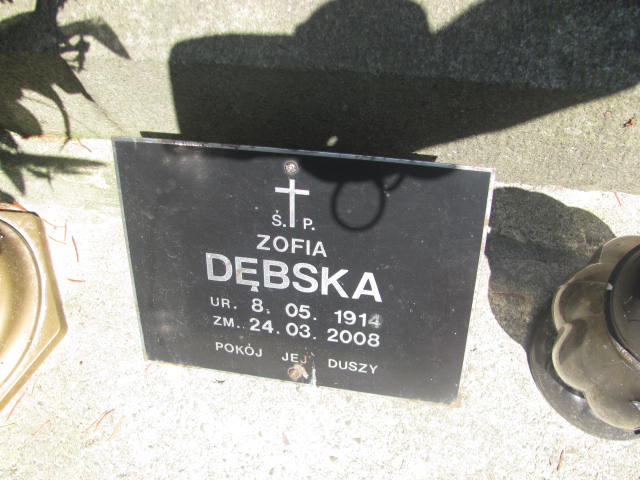 Ś. P.
ZOFIA
DĘBSKA
UR. 8. 05. 1914
ZM. 24. 03. 2008
POKÓJ JEJ DUSZY